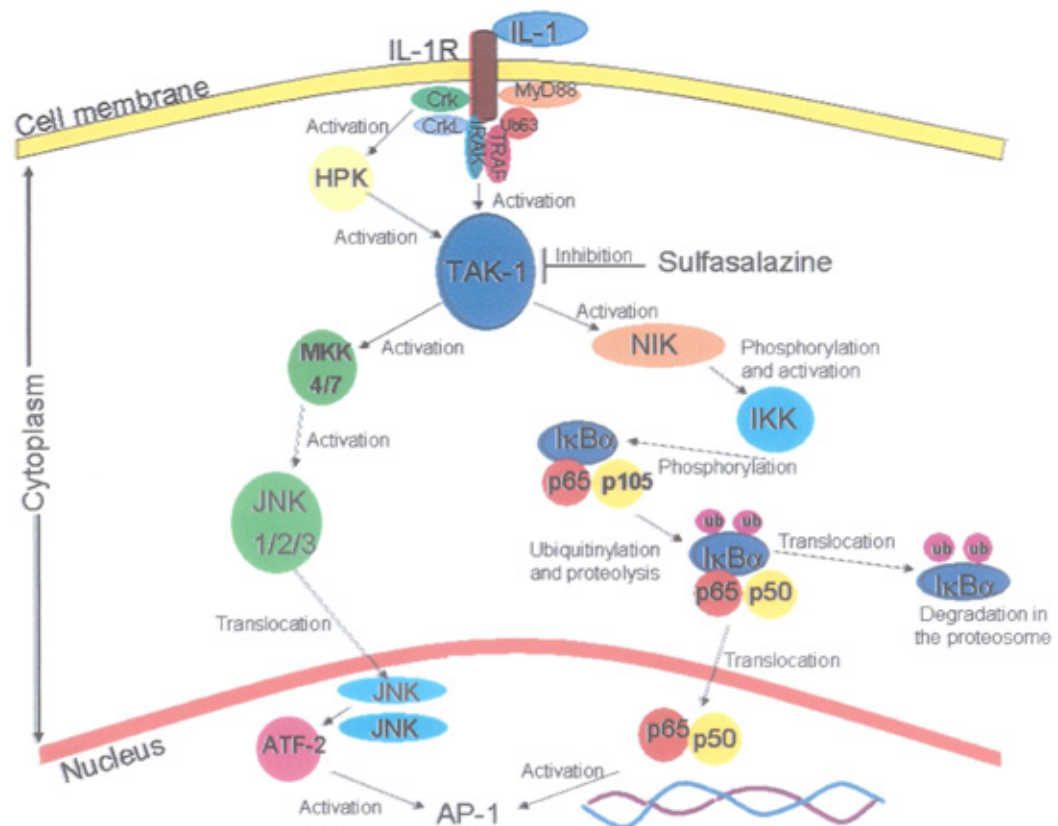 IL-1
IL-1R
Cell membrane
Crk
MyD88
Activation
CrkL
IRAK
TRAF
Ub63
HPK
Activation
Activation
TAK-1
Inhibition
Sulfasalazine
Activation
Activation
MKK
4/7
NIK
Phosphorylation
and activation
IKK
Cytoplasm
Activation
IκBα
p65
p105
Phosphorylation
JNK
1/2/3
Ubiquitinylation
and proteolysis
ub
ub
IκBα
p65
p50
Translocation
ub
ub
IκBα
Degradation in
the proteosome
Translocation
Translocation
JNK
JNK
ATF-2
Nucleus
p65
p50
Activation
Activation
AP-1